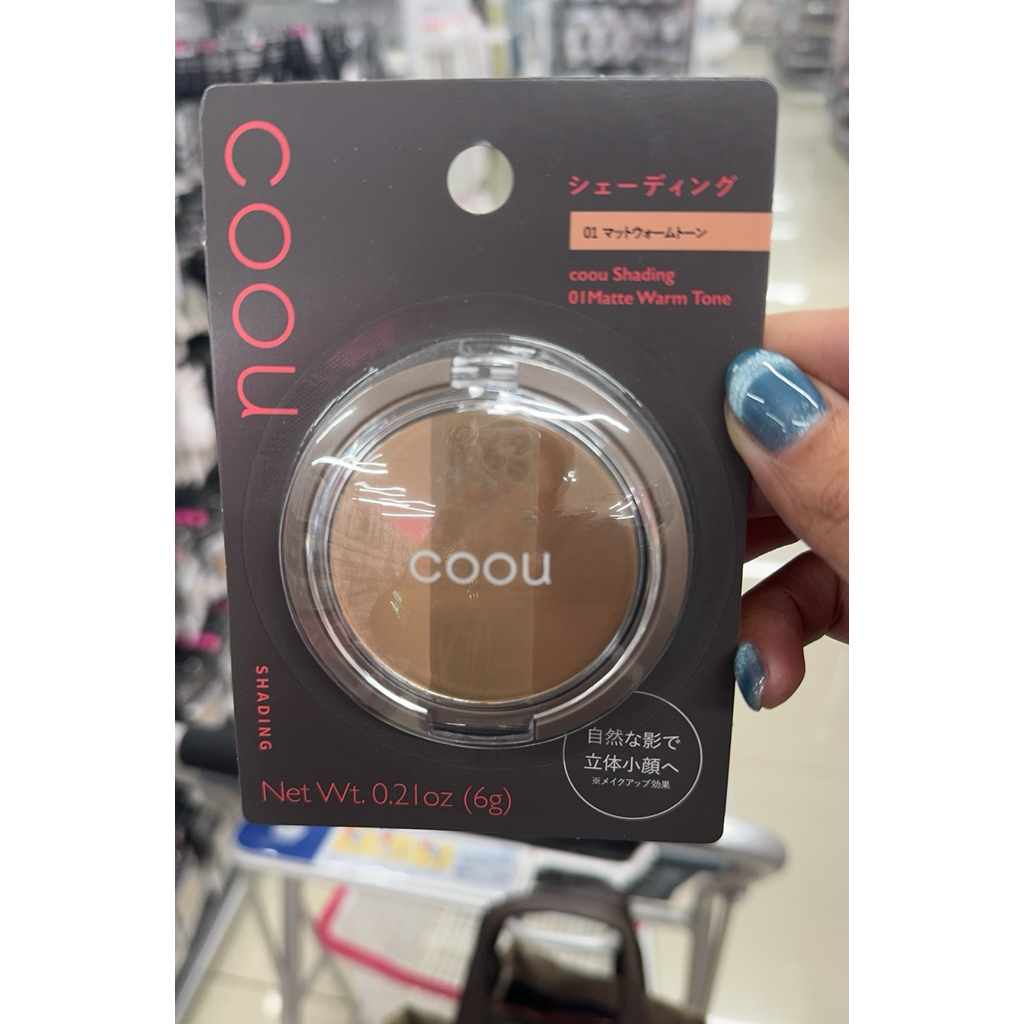 coou
シェーディング
01 マットウォームトーン
coou Shading
01Matte Warm Tone
coou
SHADING
自然な影で
立体小顔へ
※メイクアップ効果
Net Wt. 0.21oz (6g)